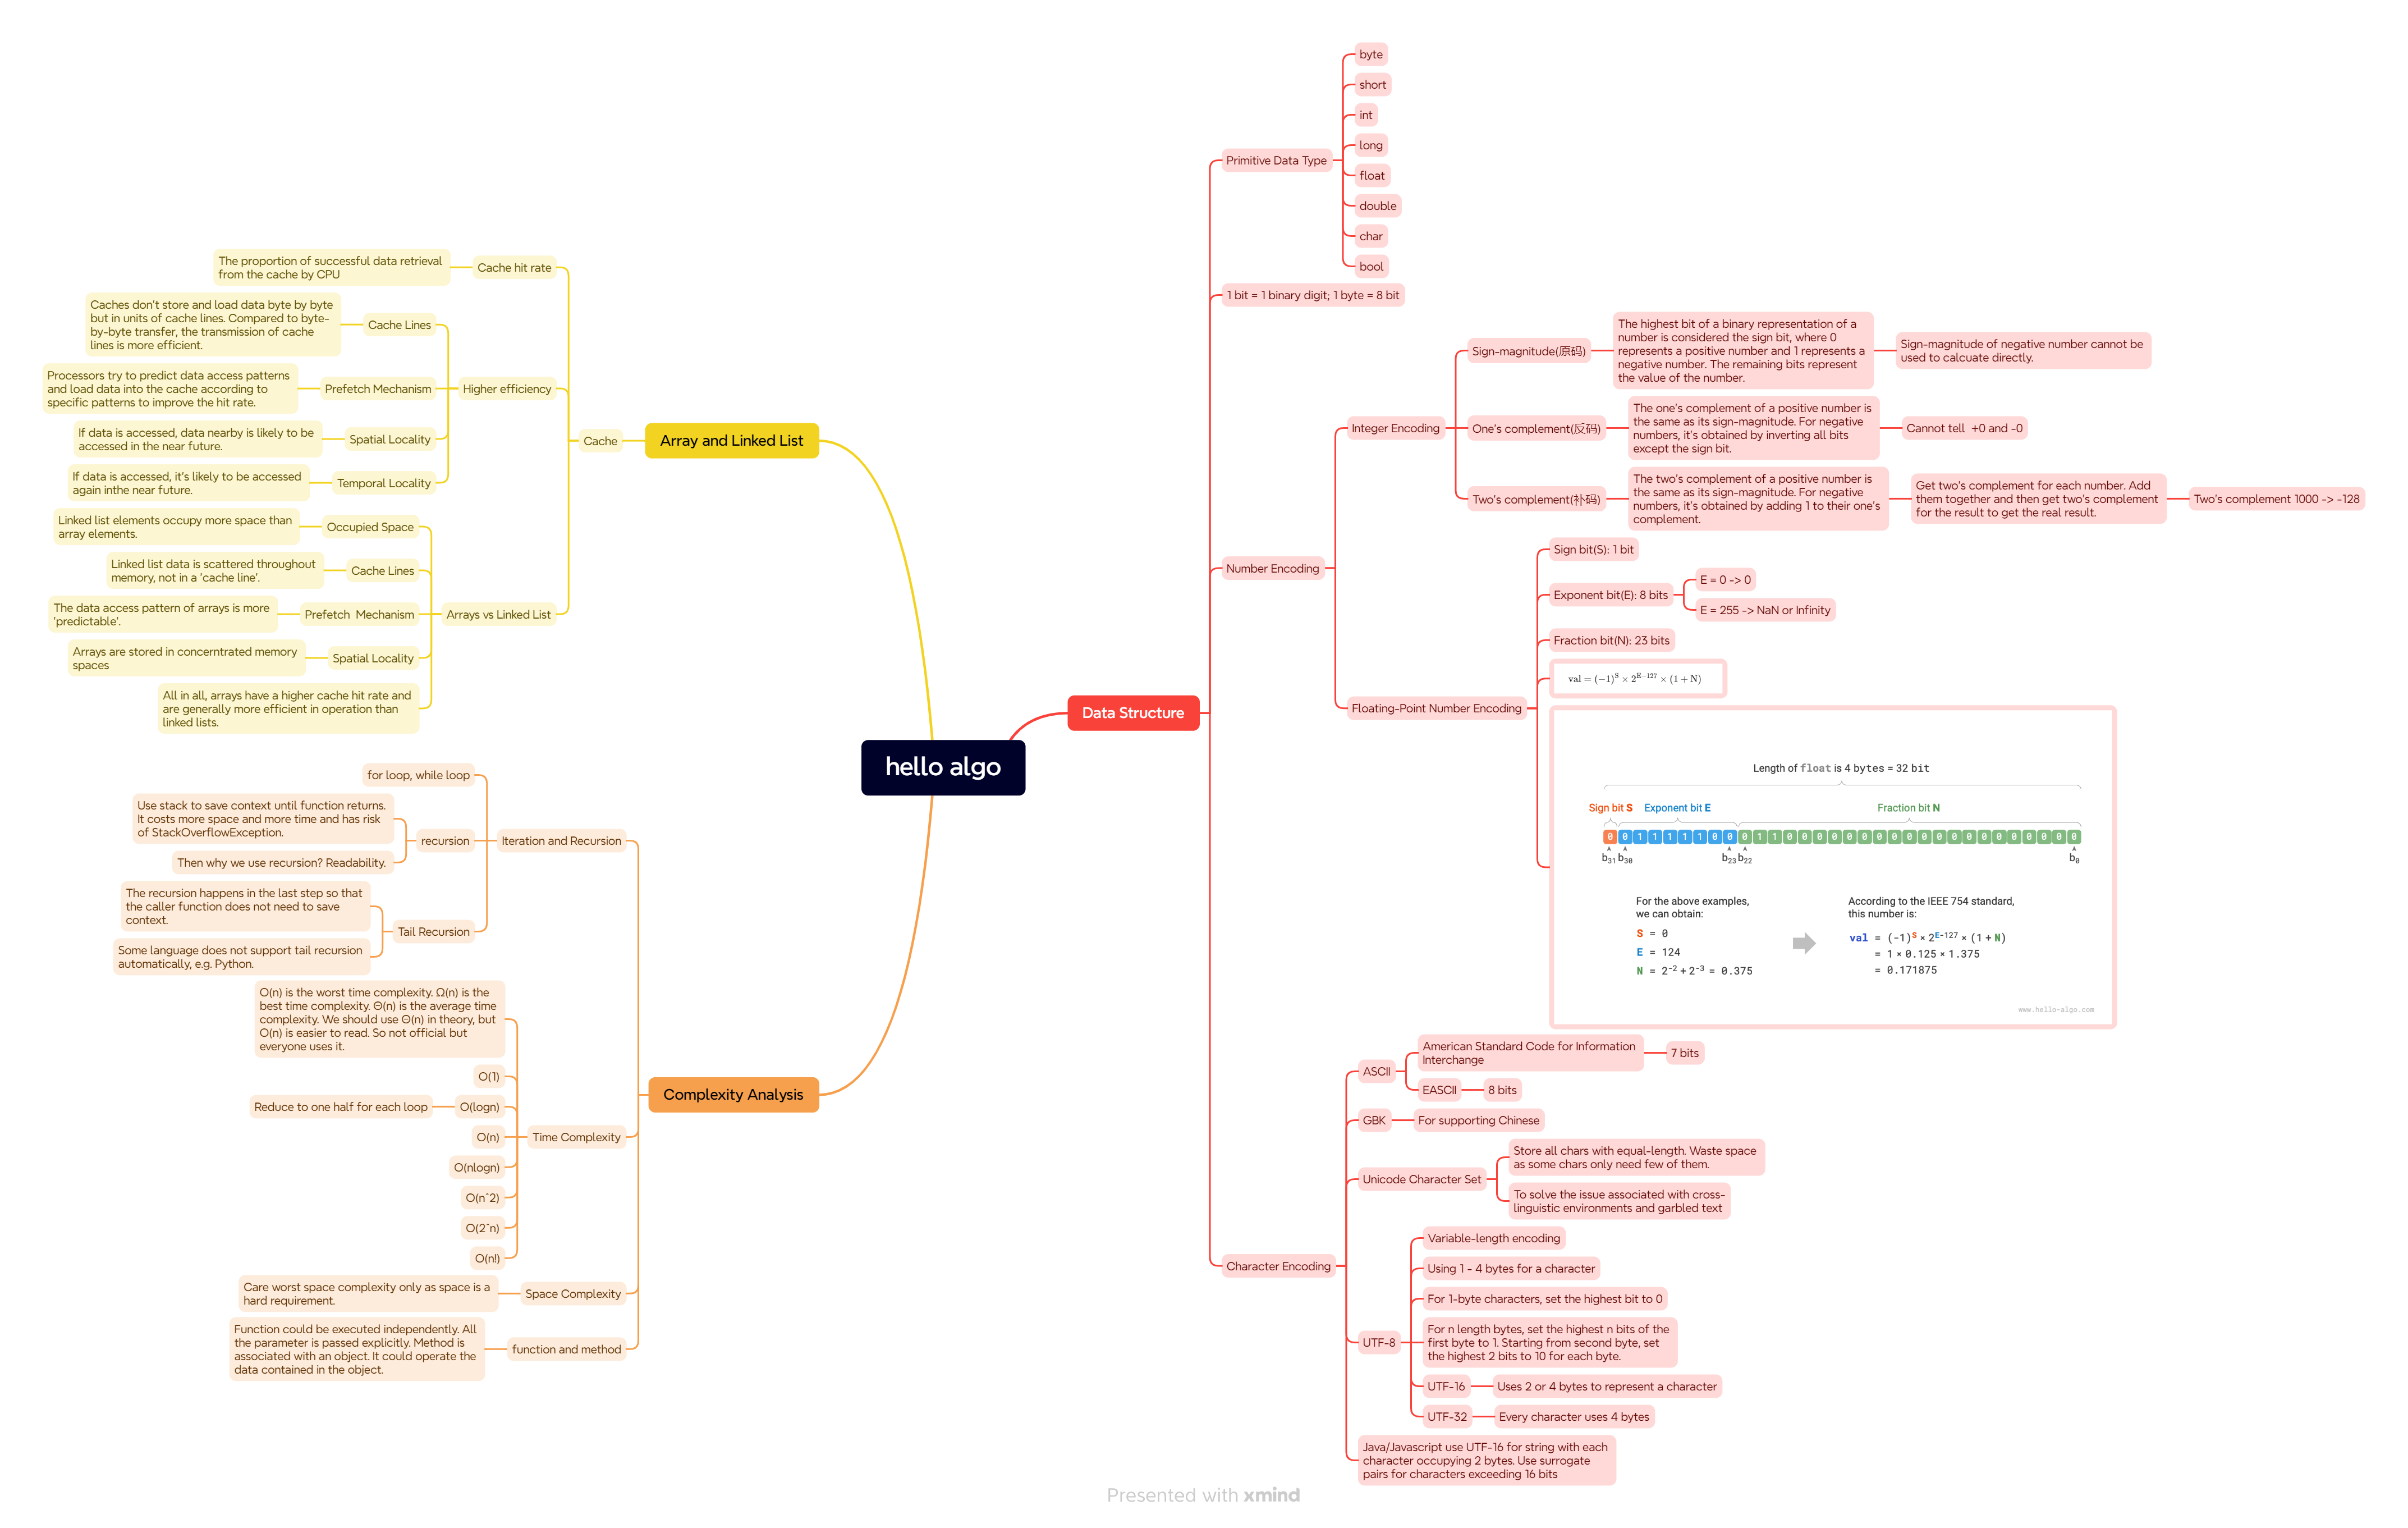 hello algo
Array and Linked List
Cache
Cache hit rate
The proportion of successful data retrieval
from the cache by CPU
Higher efficiency
Cache Lines
Caches don't store and load data byte by byte
but in units of cache lines. Compared to byte-
by-byte transfer, the transmission of cache
lines is more efficient.
Prefetch Mechanism
Processors try to predict data access patterns
and load data into the cache according to
specific patterns to improve the hit rate.
Spatial Locality
If data is accessed, data nearby is likely to be
accessed in the near future.
Temporal Locality
If data is accessed, it's likely to be accessed
again inthe near future.
Arrays vs Linked List
Occupied Space
Linked list elements occupy more space than
array elements.
Cache Lines
Linked list data is scattered throughout
memory, not in a 'cache line'.
Prefetch  Mechanism
The data access pattern of arrays is more
'predictable'.
Spatial Locality
Arrays are stored in concerntrated memory
spaces
All in all, arrays have a higher cache hit rate and
are generally more efficient in operation than
linked lists.
Complexity Analysis
Iteration and Recursion
for loop, while loop
recursion
Use stack to save context until function returns.
It costs more space and more time and has risk
of StackOverflowException.
Then why we use recursion? Readability.
Tail Recursion
The recursion happens in the last step so that
the caller function does not need to save
context.
Some language does not support tail recursion
automatically, e.g. Python.
Time Complexity
O(n) is the worst time complexity. Ω(n) is the
best time complexity. Θ(n) is the average time
complexity. We should use Θ(n) in theory, but
O(n) is easier to read. So not official but
everyone uses it.
O(1)
O(logn)
Reduce to one half for each loop
O(n)
O(nlogn)
O(n^2)
O(2^n)
O(n!)
Space Complexity
Care worst space complexity only as space is a
hard requirement.
function and method
Function could be executed independently. All
the parameter is passed explicitly. Method is
associated with an object. It could operate the
data contained in the object.
Data Structure
Primitive Data Type
byte
short
int
long
float
double
char
bool
1 bit = 1 binary digit; 1 byte = 8 bit
Number Encoding
Integer Encoding
Sign-magnitude(原码)
The highest bit of a binary representation of a
number is considered the sign bit, where 0
represents a positive number and 1 represents a
negative number. The remaining bits represent
the value of the number.
Sign-magnitude of negative number cannot be
used to calcuate directly.
One's complement(反码)
The one's complement of a positive number is
the same as its sign-magnitude. For negative
numbers, it's obtained by inverting all bits
except the sign bit.
Cannot tell  +0 and -0
Two's complement(补码)
The two's complement of a positive number is
the same as its sign-magnitude. For negative
numbers, it's obtained by adding 1 to their one's
complement.
Get two's complement for each number. Add
them together and then get two's complement
for the result to get the real result.
Two's complement 1000 -> -128
Floating-Point Number Encoding
Sign bit(S): 1 bit
Exponent bit(E): 8 bits
E = 0 -> 0
E = 255 -> NaN or Infinity
Fraction bit(N): 23 bits
val = (−1)^S × 2^(E−127) × (1 + N)
Length of float is 4 bytes = 32 bit
Sign bit S Exponent bit E Fraction bit N
0 0 1 1 1 1 1 0 0 0 1 1 0 0 0 0 0 0 0 0 0 0 0 0 0 0 0 0 0 0 0 0
b31 b30 b23 b22 b0
For the above examples,
we can obtain:
S = 0
E = 124
N = 2^-2 + 2^-3 = 0.375
According to the IEEE 754 standard,
this number is:
val = (-1)^S × 2^(E-127) × (1 + N)
= 1 × 0.125 × 1.375
= 0.171875
www.hello-algo.com
Character Encoding
ASCII
American Standard Code for Information
Interchange
7 bits
EASCII
8 bits
GBK
For supporting Chinese
Unicode Character Set
Store all chars with equal-length. Waste space
as some chars only need few of them.
To solve the issue associated with cross-
linguistic environments and garbled text
UTF-8
Variable-length encoding
Using 1 - 4 bytes for a character
For 1-byte characters, set the highest bit to 0
For n length bytes, set the highest n bits of the
first byte to 1. Starting from second byte, set
the highest 2 bits to 10 for each byte.
UTF-16
Uses 2 or 4 bytes to represent a character
UTF-32
Every character uses 4 bytes
Java/Javascript use UTF-16 for string with each
character occupying 2 bytes. Use surrogate
pairs for characters exceeding 16 bits
Presented with xmind